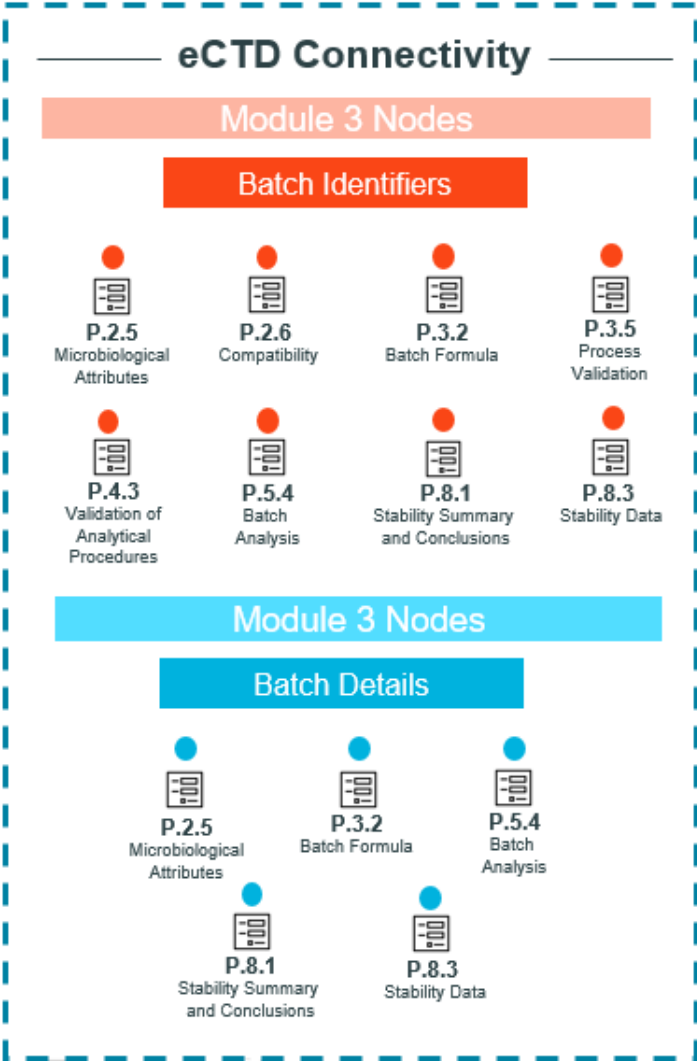 eCTD Connectivity
Module 3 Nodes
Batch Identifiers
P.2.5
Microbiological
Attributes
P.2.6
Compatibility
P.3.2
Batch Formula
P.3.5
Process
Validation
P.4.3
Validation of
Analytical
Procedures
P.5.4
Batch
Analysis
P.8.1
Stability Summary
and Conclusions
P.8.3
Stability Data
Module 3 Nodes
Batch Details
P.2.5
Microbiological
Attributes
P.3.2
Batch Formula
P.5.4
Batch
Analysis
P.8.1
Stability Summary
and Conclusions
P.8.3
Stability Data